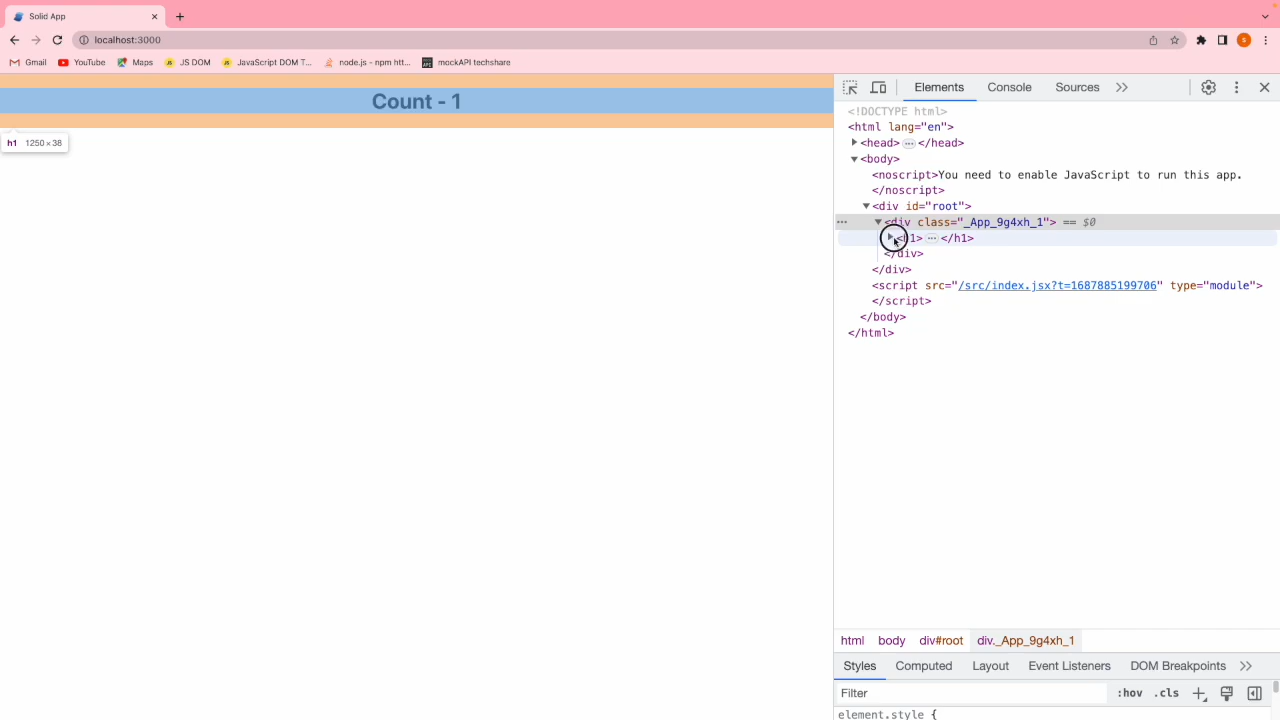 Solid App
localhost:3000
Gmail YouTube Maps JS DOM JavaScript DOM T... node.js - npm htt... mockAPI techshare
Count - 1
h1 1250 × 38
Elements Console Sources
<!DOCTYPE html>
<html lang="en">
<head> ⋯ </head>
<body>
<noscript>You need to enable JavaScript to run this app.
</noscript>
<div id="root">
<div class="_App_9g4xh_1"> == $0
<h1> ⋯ </h1>
</div>
</div>
<script src="/src/index.jsx?t=1687885199706" type="module">
</script>
</body>
</html>
html body div#root div._App_9g4xh_1
Styles Computed Layout Event Listeners DOM Breakpoints
Filter :hov .cls
element.style {